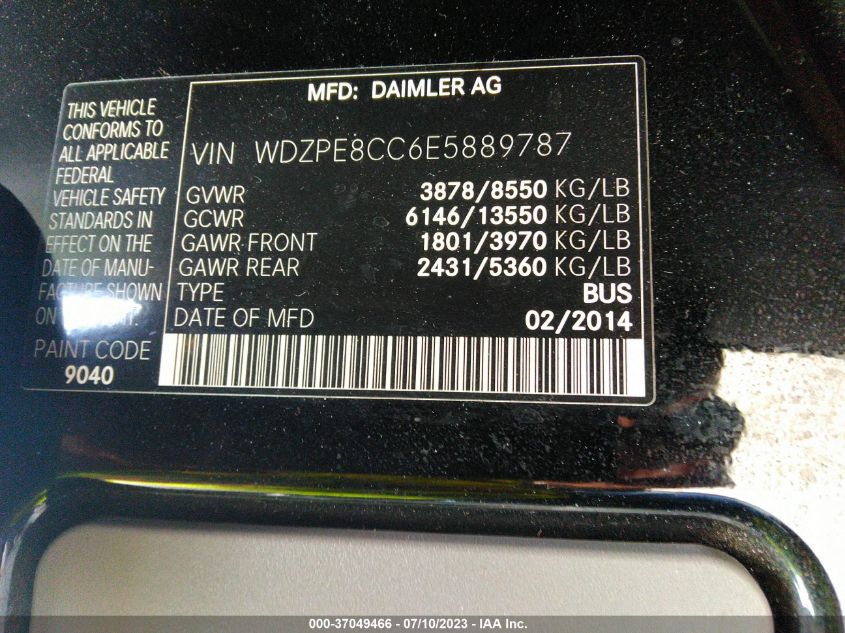 MFD: DAIMLER AG
THIS VEHICLE
CONFORMS TO
ALL APPLICABLE
FEDERAL
VEHICLE SAFETY
STANDARDS IN
EFFECT ON THE
DATE OF MANU-
FACTURE SHOWN
ON
PAINT CODE
9040
VIN WDZPE8CC6E5889787
GVWR 3878/8550 KG/LB
GCWR 6146/13550 KG/LB
GAWR FRONT 1801/3970 KG/LB
GAWR REAR 2431/5360 KG/LB
TYPE BUS
DATE OF MFD 02/2014
000-37049466 - 07/10/2023 - IAA Inc.